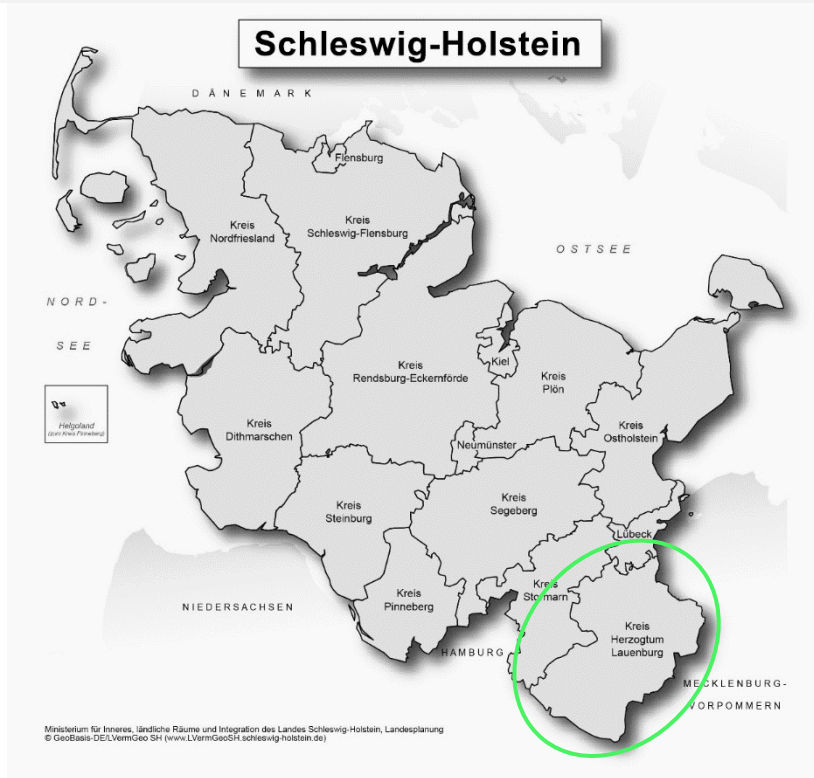 Schleswig-Holstein
DÄNEMARK
Flensburg
Kreis
Nordfriesland
Kreis
Schleswig-Flensburg
OSTSEE
NORD-
SEE
Kiel
Kreis
Rendsburg-Eckernförde
Kreis
Plön
Helgoland
(zum Kreis Pinneberg)
Kreis
Dithmarschen
Kreis
Ostholstein
Neumünster
Kreis
Steinburg
Kreis
Segeberg
Lübeck
Kreis
Stormarn
Kreis
Pinneberg
NIEDERSACHSEN
Kreis
Herzogtum
Lauenburg
HAMBURG
MECKLENBURG-
VORPOMMERN
Ministerium für Inneres, ländliche Räume und Integration des Landes Schleswig-Holstein, Landesplanung
© GeoBasis-DE/LVermGeo SH (www.LVermGeoSH.schleswig-holstein.de)